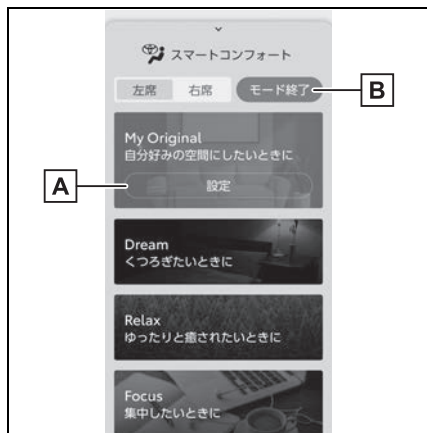 スマートコンフォート
左席 右席 モード終了
B
My Original
自分好みの空間にしたいときに
A
設定
Dream
くつろぎたいときに
Relax
ゆったりと癒されたいときに
Focus
集中したいときに